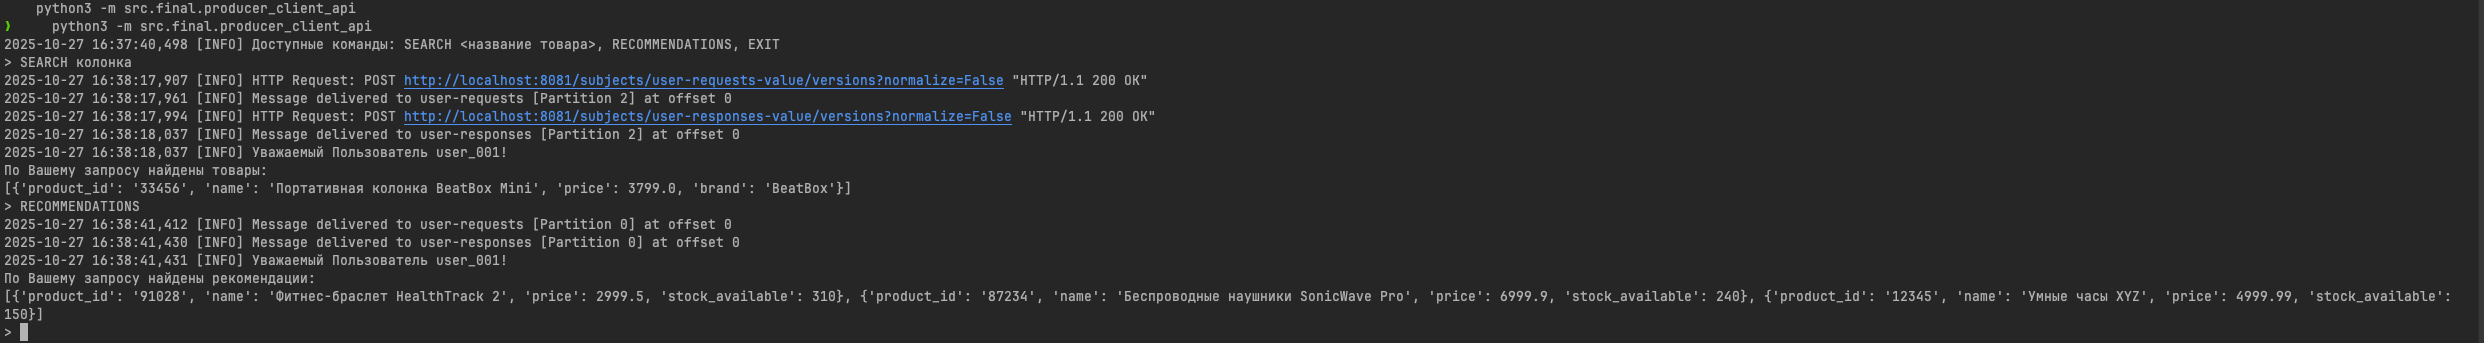 python3 -m src.final.producer_client_api
❯ python3 -m src.final.producer_client_api
2025-10-27 16:37:40,498 [INFO] Доступные команды: SEARCH <название товара>, RECOMMENDATIONS, EXIT
> SEARCH колонка
2025-10-27 16:38:17,907 [INFO] HTTP Request: POST http://localhost:8081/subjects/user-requests-value/versions?normalize=False "HTTP/1.1 200 OK"
2025-10-27 16:38:17,961 [INFO] Message delivered to user-requests [Partition 2] at offset 0
2025-10-27 16:38:17,994 [INFO] HTTP Request: POST http://localhost:8081/subjects/user-responses-value/versions?normalize=False "HTTP/1.1 200 OK"
2025-10-27 16:38:18,037 [INFO] Message delivered to user-responses [Partition 2] at offset 0
2025-10-27 16:38:18,037 [INFO] Уважаемый Пользователь user_001!
По Вашему запросу найдены товары:
[{'product_id': '33456', 'name': 'Портативная колонка BeatBox Mini', 'price': 3799.0, 'brand': 'BeatBox'}]
> RECOMMENDATIONS
2025-10-27 16:38:41,412 [INFO] Message delivered to user-requests [Partition 0] at offset 0
2025-10-27 16:38:41,430 [INFO] Message delivered to user-responses [Partition 0] at offset 0
2025-10-27 16:38:41,431 [INFO] Уважаемый Пользователь user_001!
По Вашему запросу найдены рекомендации:
[{'product_id': '91028', 'name': 'Фитнес-браслет HealthTrack 2', 'price': 2999.5, 'stock_available': 310}, {'product_id': '87234', 'name': 'Беспроводные наушники SonicWave Pro', 'price': 6999.9, 'stock_available': 240}, {'product_id': '12345', 'name': 'Умные часы XYZ', 'price': 4999.99, 'stock_available':
150}]
>